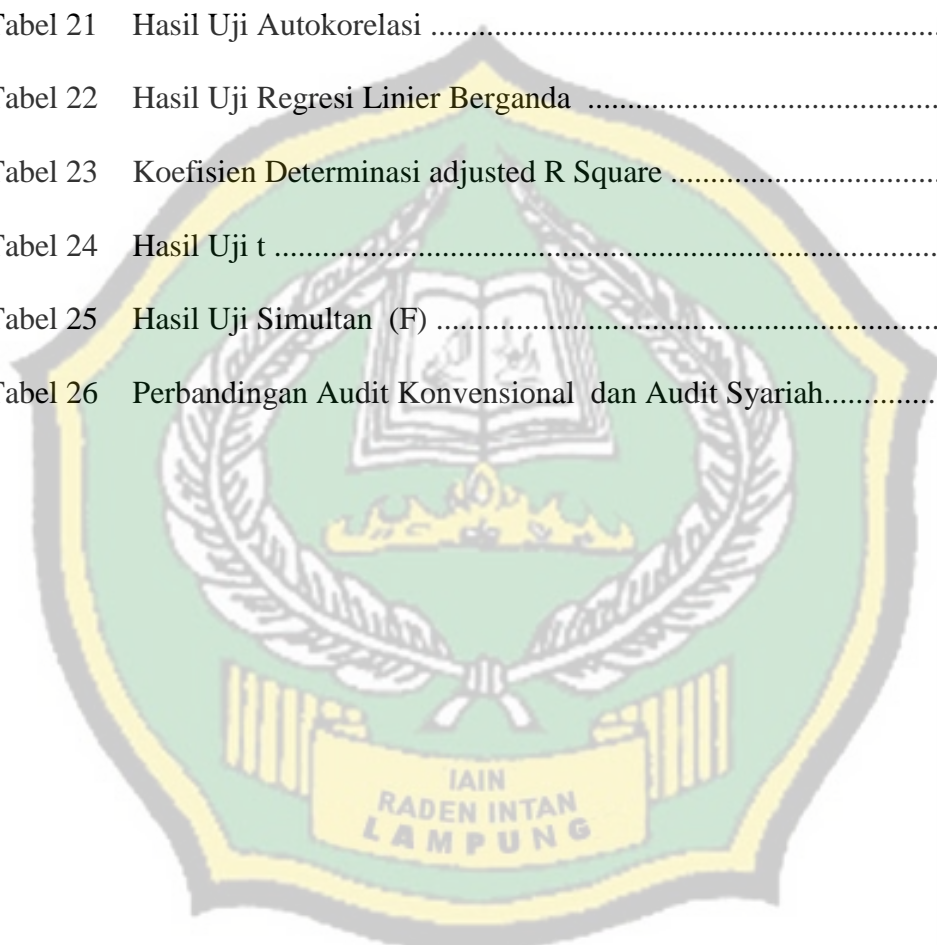 Tabel 21 Hasil Uji Autokorelasi ................................................................
Tabel 22 Hasil Uji Regresi Linier Berganda ..........................................
Tabel 23 Koefisien Determinasi adjusted R Square ................................
Tabel 24 Hasil Uji t ................................................................................
Tabel 25 Hasil Uji Simultan (F) .............................................................
Tabel 26 Perbandingan Audit Konvensional dan Audit Syariah..............
IAIN
RADEN INTAN
LAMPUNG